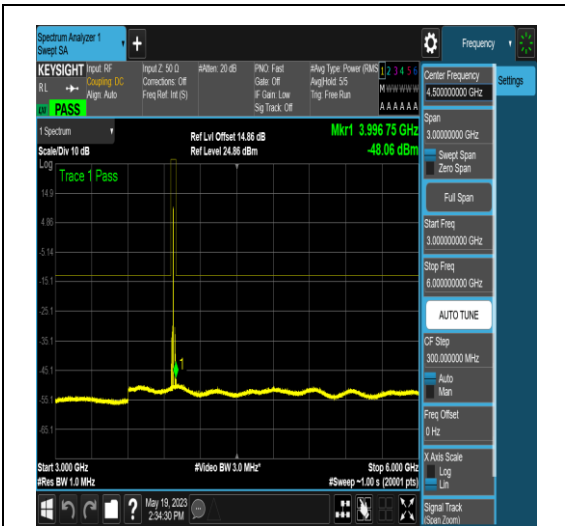 Spectrum Analyzer 1
Swept SA
Frequency
KEYSIGHT
Input: RF
Coupling: DC
Align: Auto
Input Z: 50 Ω
Corrections: Off
Freq Ref: Int (S)
#Atten: 20 dB
PNO: Fast
Gate: Off
IF Gain: Low
Sig Track: Off
#Avg Type: Power (RMS
Avg|Hold: 5/5
Trig: Free Run
1 2 3 4 5 6
M W W W W W
A A A A A A
R L
PASS
Center Frequency
4.500000000 GHz
Settings
Span
3.00000000 GHz
Swept Span
Zero Span
Full Span
Start Freq
3.000000000 GHz
Stop Freq
6.000000000 GHz
AUTO TUNE
CF Step
300.000000 MHz
Auto
Man
Freq Offset
0 Hz
X Axis Scale
Log
Lin
Signal Track
(Span Zoom)
1 Spectrum
Scale/Div 10 dB
Ref Lvl Offset 14.86 dB
Ref Level 24.86 dBm
Mkr1 3.996 75 GHz
-48.06 dBm
Log
Trace 1 Pass
14.9
4.86
-5.14
-15.1
-25.1
-35.1
-45.1
-55.1
-65.1
1
Start 3.000 GHz
#Res BW 1.0 MHz
#Video BW 3.0 MHz*
Stop 6.000 GHz
#Sweep ~1.00 s (20001 pts)
May 19, 2023
2:34:30 PM